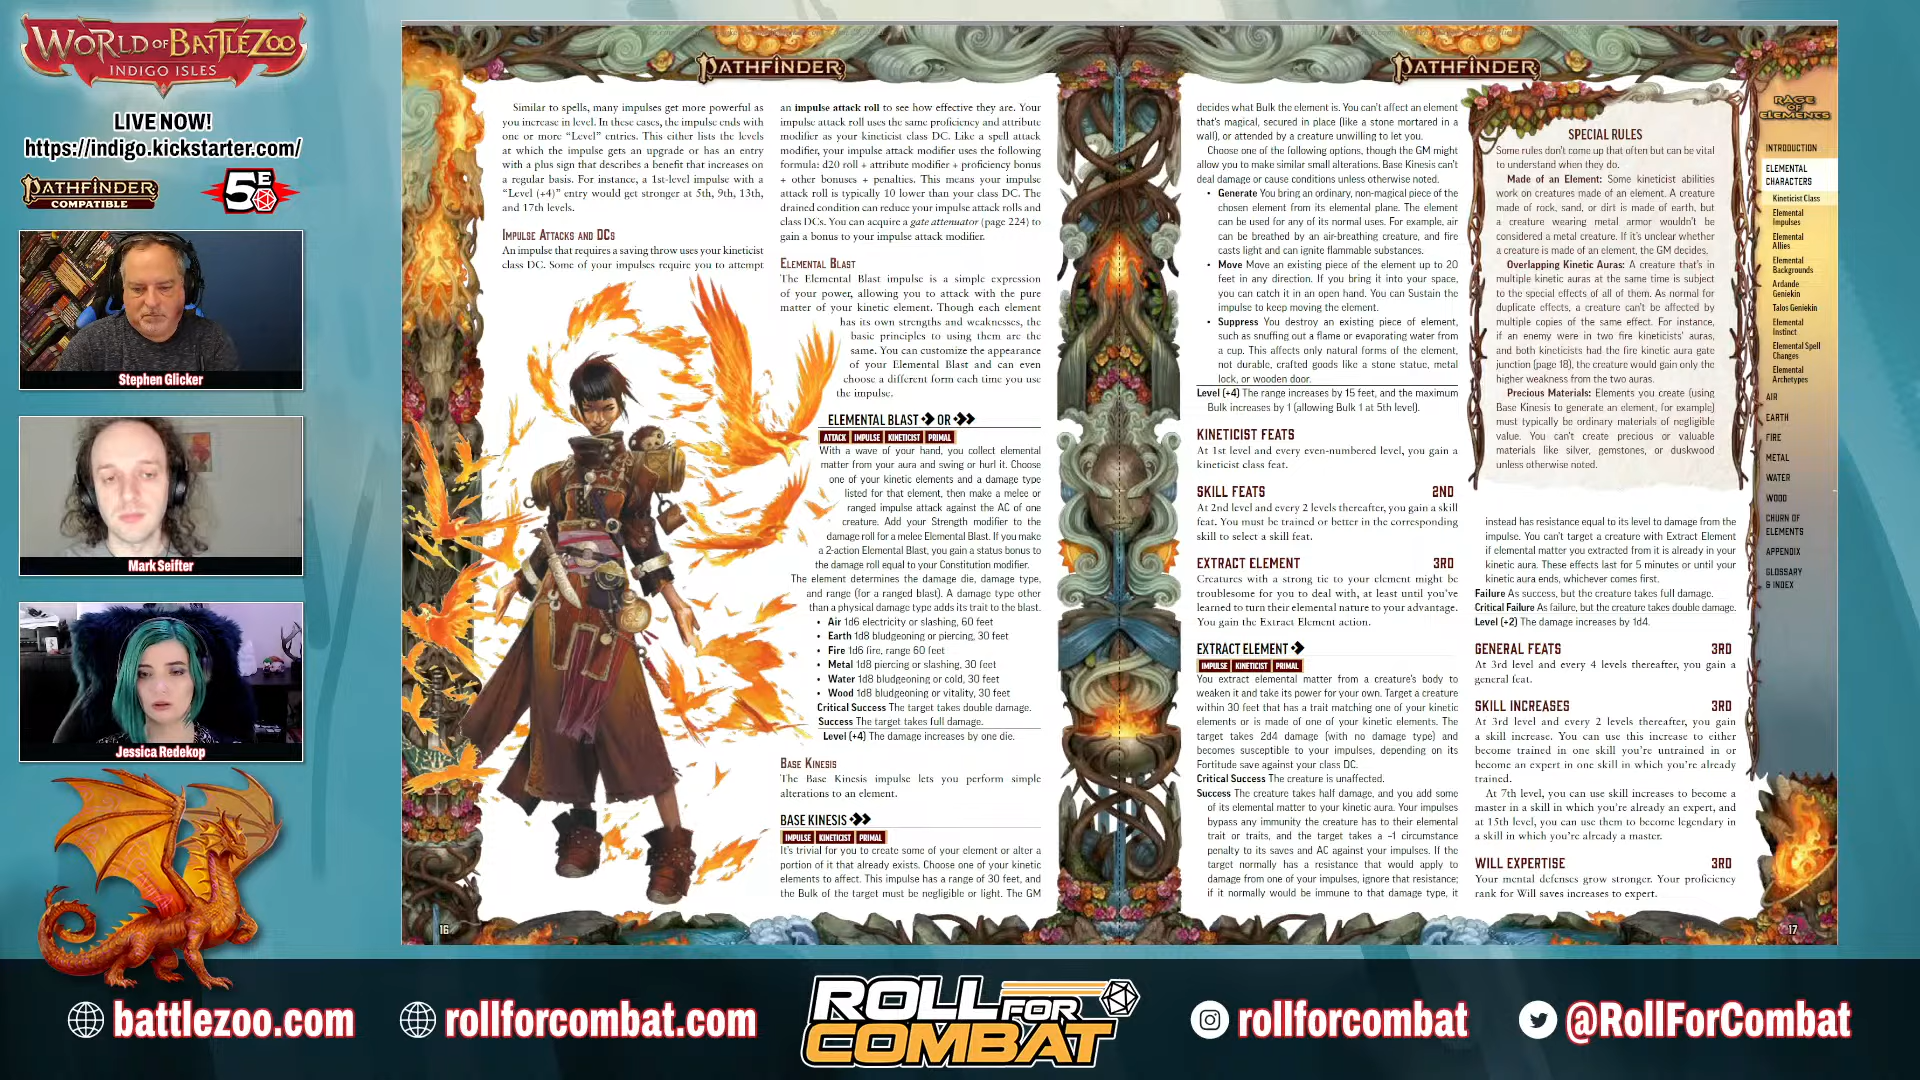 WORLD OF BATTLEZOO
INDIGO ISLES
LIVE NOW!
https://indigo.kickstarter.com/
PATHFINDER
COMPATIBLE
5E
Stephen Glicker
Mark Seifter
Jessica Redekop
PATHFINDER
Similar to spells, many impulses get more powerful as
you increase in level. In these cases, the impulse ends with
one or more “Level” entries. This either lists the levels
at which the impulse gets an upgrade or has an entry
with a plus sign that describes a benefit that increases on
a regular basis. For instance, a 1st-level impulse with a
“Level (+4)” entry would get stronger at 5th, 9th, 13th,
and 17th levels.
IMPULSE ATTACKS AND DCS
An impulse that requires a saving throw uses your kineticist
class DC. Some of your impulses require you to attempt
an impulse attack roll to see how effective they are. Your
impulse attack roll uses the same proficiency and attribute
modifier as your kineticist class DC. Like a spell attack
modifier, your impulse attack modifier uses the following
formula: d20 roll + attribute modifier + proficiency bonus
+ other bonuses + penalties. This means your impulse
attack roll is typically 10 lower than your class DC. The
drained condition can reduce your impulse attack rolls and
class DCs. You can acquire a gate attenuator (page 224) to
gain a bonus to your impulse attack modifier.
ELEMENTAL BLAST
The Elemental Blast impulse is a simple expression
of your power, allowing you to attack with the pure
matter of your kinetic element. Though each element
has its own strengths and weaknesses, the
basic principles to using them are the
same. You can customize the appearance
of your Elemental Blast and can even
choose a different form each time you use
the impulse.
ELEMENTAL BLAST OR
ATTACK IMPULSE KINETICIST PRIMAL
With a wave of your hand, you collect elemental
matter from your aura and swing or hurl it. Choose
one of your kinetic elements and a damage type
listed for that element, then make a melee or
ranged impulse attack against the AC of one
creature. Add your Strength modifier to the
damage roll for a melee Elemental Blast. If you make
a 2-action Elemental Blast, you gain a status bonus to
the damage roll equal to your Constitution modifier.
The element determines the damage die, damage type,
and range (for a ranged blast). A damage type other
than a physical damage type adds its trait to the blast.
• Air 1d6 electricity or slashing, 60 feet
• Earth 1d8 bludgeoning or piercing, 30 feet
• Fire 1d6 fire, range 60 feet
• Metal 1d8 piercing or slashing, 30 feet
• Water 1d8 bludgeoning or cold, 30 feet
• Wood 1d8 bludgeoning or vitality, 30 feet
Critical Success The target takes double damage.
Success The target takes full damage.
Level (+4) The damage increases by one die.
BASE KINESIS
The Base Kinesis impulse lets you perform simple
alterations to an element.
BASE KINESIS
IMPULSE KINETICIST PRIMAL
It's trivial for you to create some of your element or alter a
portion of it that already exists. Choose one of your kinetic
elements to affect. This impulse has a range of 30 feet, and
the Bulk of the target must be negligible or light. The GM
16
PATHFINDER
decides what Bulk the element is. You can't affect an element
that's magical, secured in place (like a stone mortared in a
wall), or attended by a creature unwilling to let you.
Choose one of the following options, though the GM might
allow you to make similar small alterations. Base Kinesis can't
deal damage or cause conditions unless otherwise noted.
• Generate You bring an ordinary, non-magical piece of the
chosen element from its elemental plane. The element
can be used for any of its normal uses. For example, air
can be breathed by an air-breathing creature, and fire
casts light and can ignite flammable substances.
• Move Move an existing piece of the element up to 20
feet in any direction. If you bring it into your space,
you can catch it in an open hand. You can Sustain the
impulse to keep moving the element.
• Suppress You destroy an existing piece of element,
such as snuffing out a flame or evaporating water from
a cup. This affects only natural forms of the element,
not durable, crafted goods like a stone statue, metal
lock, or wooden door.
Level (+4) The range increases by 15 feet, and the maximum
Bulk increases by 1 (allowing Bulk 1 at 5th level).
KINETICIST FEATS
At 1st level and every even-numbered level, you gain a
kineticist class feat.
SKILL FEATS 2ND
At 2nd level and every 2 levels thereafter, you gain a skill
feat. You must be trained or better in the corresponding
skill to select a skill feat.
EXTRACT ELEMENT 3RD
Creatures with a strong tie to your element might be
troublesome for you to deal with, at least until you've
learned to turn their elemental nature to your advantage.
You gain the Extract Element action.
EXTRACT ELEMENT
IMPULSE KINETICIST PRIMAL
You extract elemental matter from a creature's body to
weaken it and take its power for your own. Target a creature
within 30 feet that has a trait matching one of your kinetic
elements or is made of one of your kinetic elements. The
target takes 2d4 damage (with no damage type) and
becomes susceptible to your impulses, depending on its
Fortitude save against your class DC.
Critical Success The creature is unaffected.
Success The creature takes half damage, and you add some
of its elemental matter to your kinetic aura. Your impulses
bypass any immunity the creature has to their elemental
trait or traits, and the target takes a –1 circumstance
penalty to its saves and AC against your impulses. If the
target normally has a resistance that would apply to
damage from one of your impulses, ignore that resistance;
if it normally would be immune to that damage type, it
SPECIAL RULES
Some rules don't come up that often but can be vital
to understand when they do.
Made of an Element: Some kineticist abilities
work on creatures made of an element. A creature
made of rock, sand, or dirt is made of earth, but
a creature wearing metal armor wouldn't be
considered a metal creature. If it's unclear whether
a creature is made of an element, the GM decides.
Overlapping Kinetic Auras: A creature that's in
multiple kinetic auras at the same time is subject
to the special effects of all of them. As normal for
duplicate effects, a creature can't be affected by
multiple copies of the same effect. For instance,
if an enemy were in two fire kineticists' auras,
and both kineticists had the fire kinetic aura gate
junction (page 18), the creature would gain only the
higher weakness from the two auras.
Precious Materials: Elements you create (using
Base Kinesis to generate an element, for example)
must typically be ordinary materials of negligible
value. You can't create precious or valuable
materials like silver, gemstones, or duskwood
unless otherwise noted.
instead has resistance equal to its level to damage from the
impulse. You can't target a creature with Extract Element
if elemental matter you extracted from it is already in your
kinetic aura. These effects last for 5 minutes or until your
kinetic aura ends, whichever comes first.
Failure As success, but the creature takes full damage.
Critical Failure As failure, but the creature takes double damage.
Level (+2) The damage increases by 1d4.
GENERAL FEATS 3RD
At 3rd level and every 4 levels thereafter, you gain a
general feat.
SKILL INCREASES 3RD
At 3rd level and every 2 levels thereafter, you gain
a skill increase. You can use this increase to either
become trained in one skill you're untrained in or
become an expert in one skill in which you're already
trained.
At 7th level, you can use skill increases to become a
master in a skill in which you're already an expert, and
at 15th level, you can use them to become legendary in
a skill in which you're already a master.
WILL EXPERTISE 3RD
Your mental defenses grow stronger. Your proficiency
rank for Will saves increases to expert.
RAGE
OF
ELEMENTS
INTRODUCTION
ELEMENTAL
CHARACTERS
Kineticist Class
Elemental
Impulses
Elemental
Allies
Elemental
Backgrounds
Ardande
Geniekin
Talos Geniekin
Elemental
Instinct
Elemental Spell
Changes
Elemental
Archetypes
AIR
EARTH
FIRE
METAL
WATER
WOOD
CHURN OF
ELEMENTS
APPENDIX
GLOSSARY
& INDEX
17
battlezoo.com
rollforcombat.com
ROLL FOR
COMBAT
rollforcombat
@RollForCombat